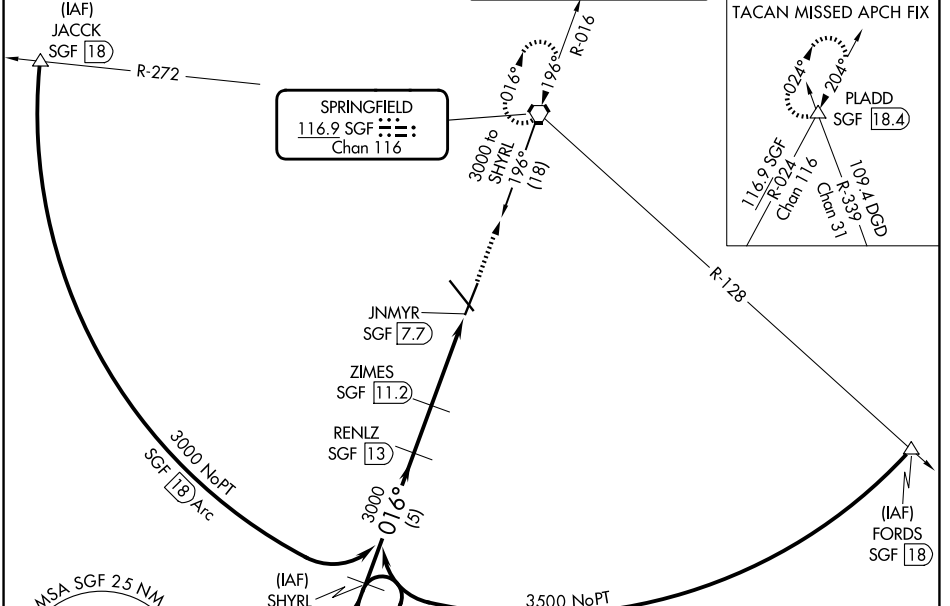 (IAF)
JACCK
SGF 18
R-272
SPRINGFIELD
116.9 SGF
Chan 116
016°
196°
R-016
3000 to
SHYRL
196°
(18)
TACAN MISSED APCH FIX
024°
204°
PLADD
SGF 18.4
116.9 SGF
R-024
Chan 116
109.4 DGD
R-339
Chan 31
R-128
JNMYR
SGF 7.7
ZIMES
SGF 11.2
RENLZ
SGF 13
3000 NoPT
SGF 18 Arc
3000
016°
(5)
(IAF)
FORDS
SGF 18
(IAF)
SHYRL
3500 NoPT
MSA SGF 25 NM